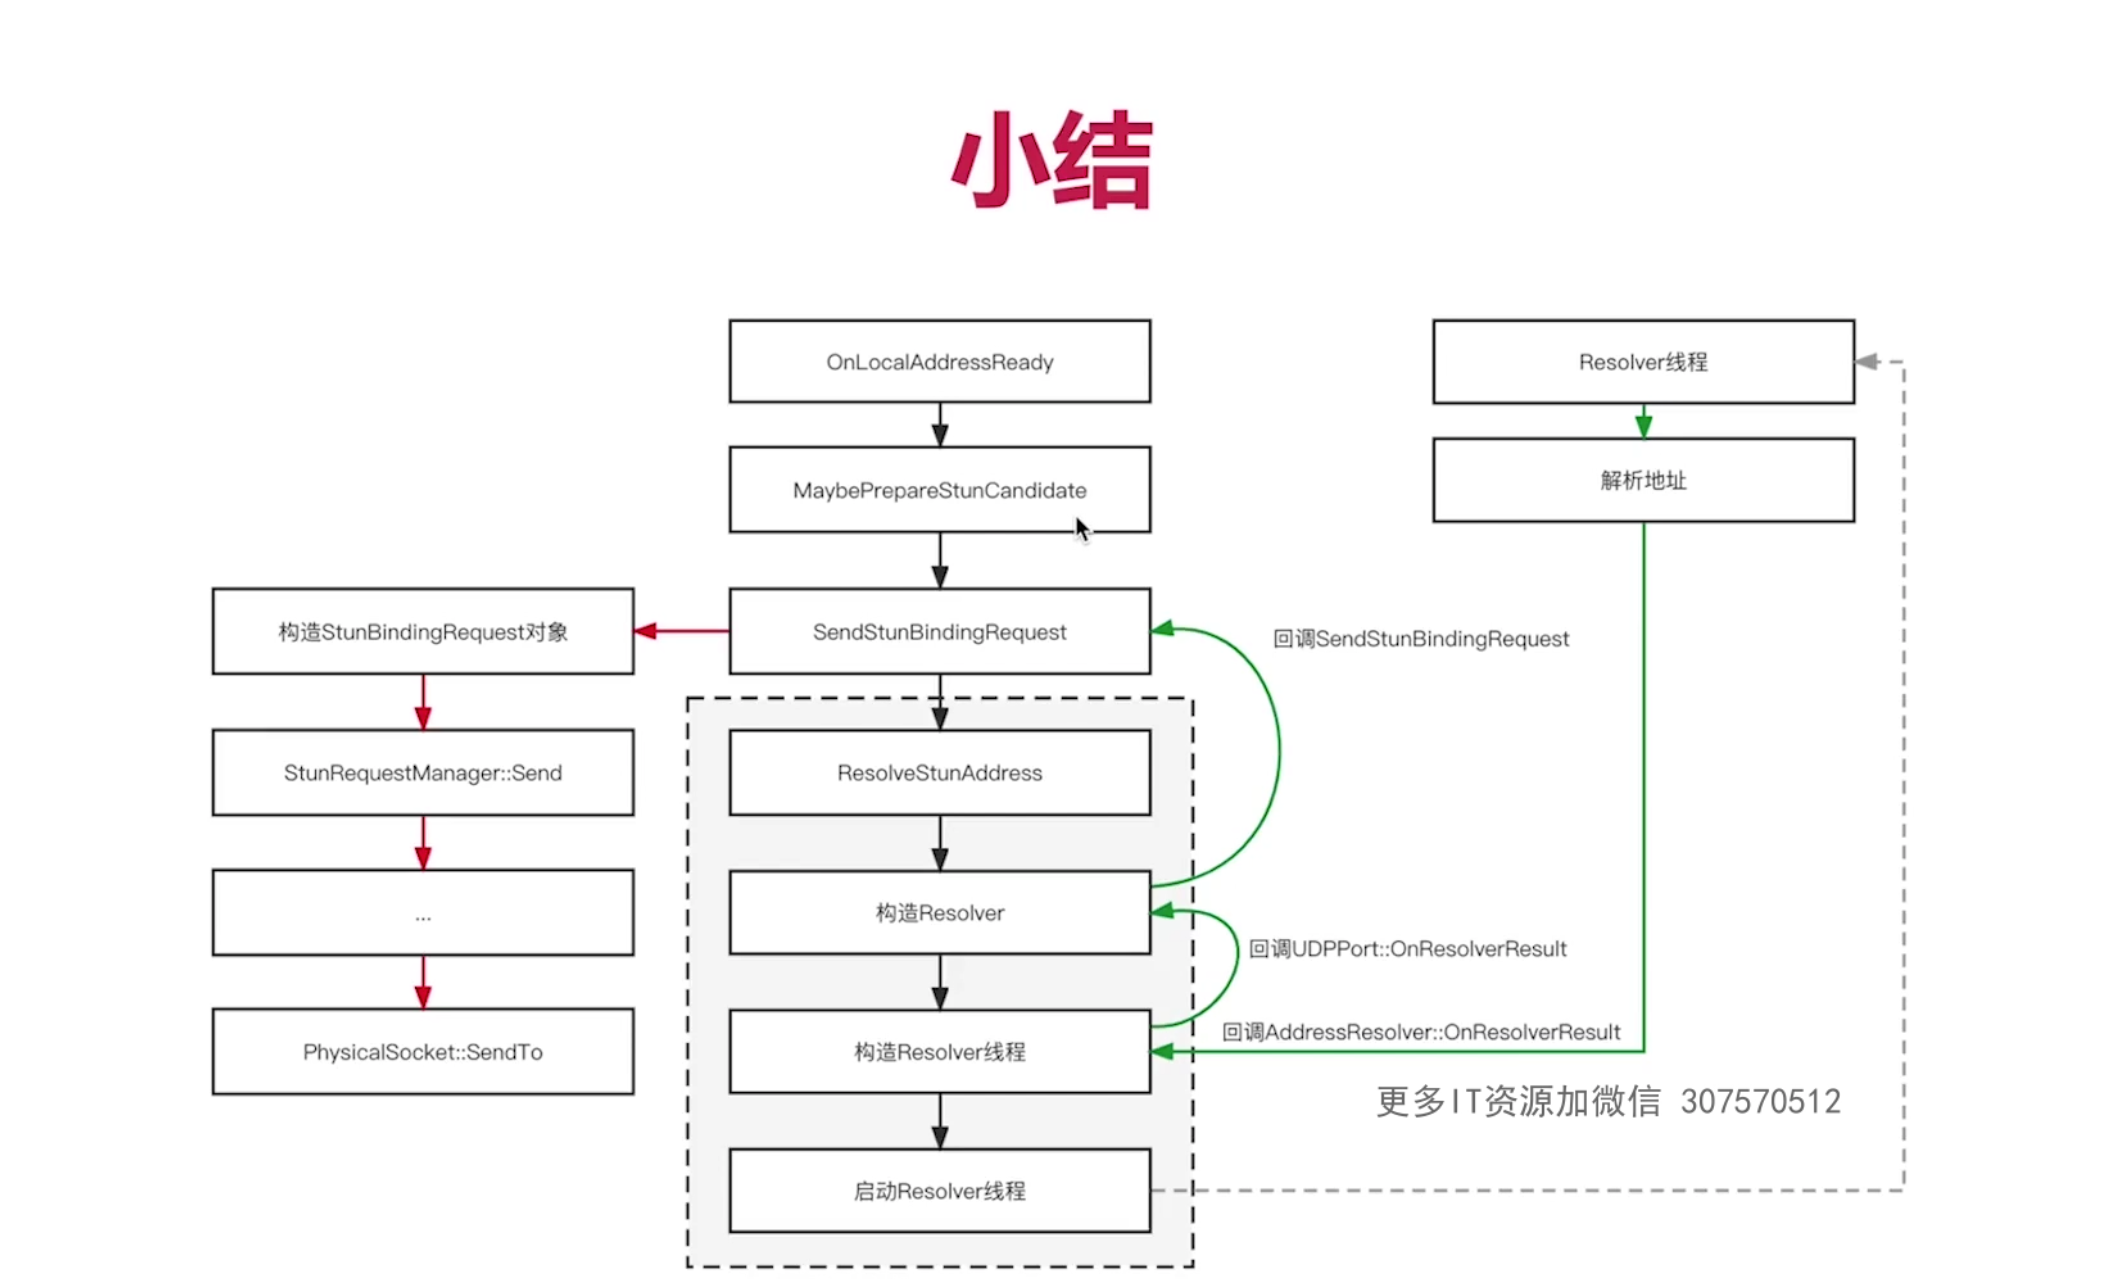 小结
OnLocalAddressReady
Resolver线程
MaybePrepareStunCandidate
解析地址
构造StunBindingRequest对象
SendStunBindingRequest
回调SendStunBindingRequest
StunRequestManager::Send
ResolveStunAddress
...
构造Resolver
回调UDPPort::OnResolverResult
PhysicalSocket::SendTo
构造Resolver线程
回调AddressResolver::OnResolverResult
更多IT资源加微信 307570512
启动Resolver线程